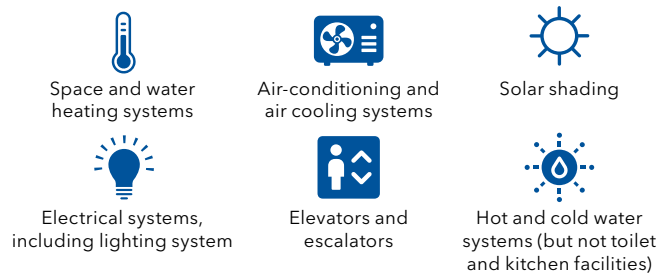 Space and water
heating systems
Air-conditioning and
air cooling systems
Solar shading
Electrical systems,
including lighting system
Elevators and
escalators
Hot and cold water
systems (but not toilet
and kitchen facilities)